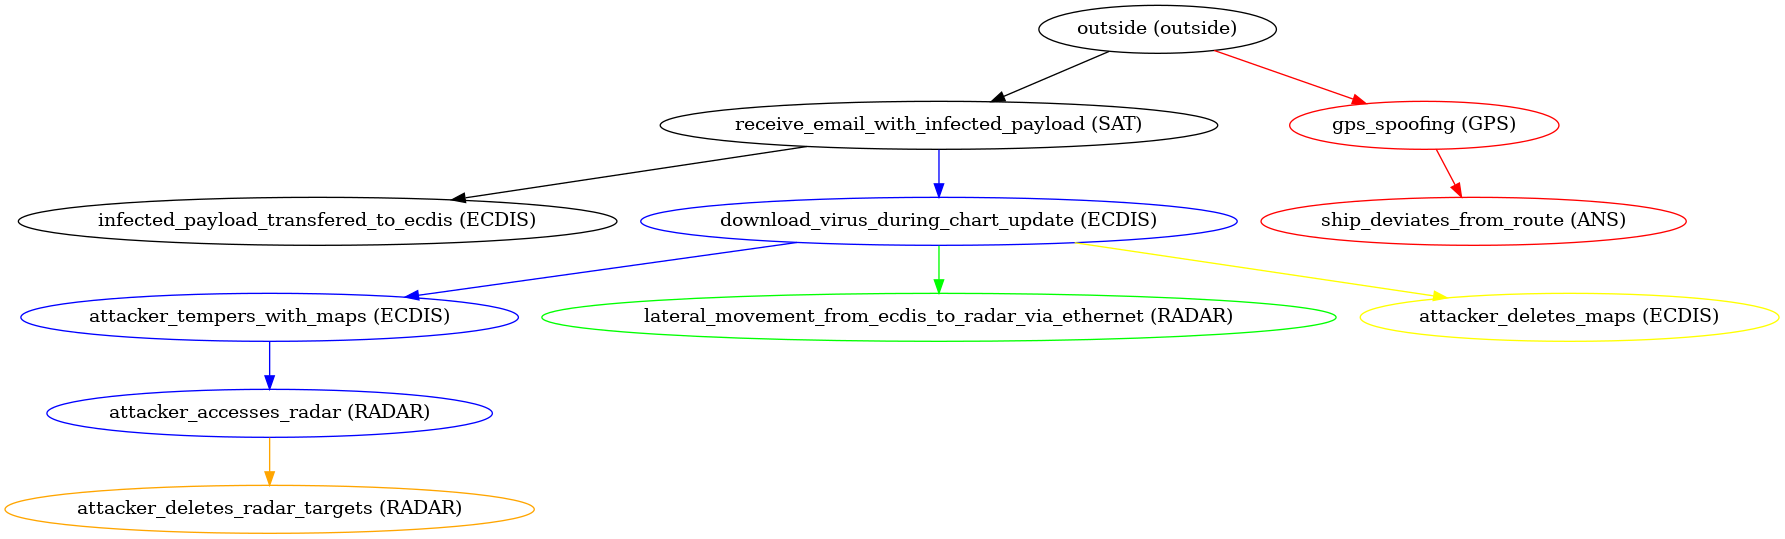 outside (outside)
receive_email_with_infected_payload (SAT)
gps_spoofing (GPS)
infected_payload_transfered_to_ecdis (ECDIS)
download_virus_during_chart_update (ECDIS)
ship_deviates_from_route (ANS)
attacker_tempers_with_maps (ECDIS)
lateral_movement_from_ecdis_to_radar_via_ethernet (RADAR)
attacker_deletes_maps (ECDIS)
attacker_accesses_radar (RADAR)
attacker_deletes_radar_targets (RADAR)